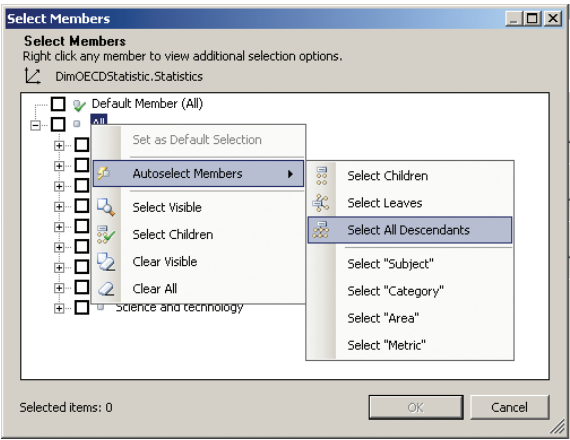 Select Members
Select Members
Right click any member to view additional selection options.
DimOECDStatistic.Statistics
Default Member (All)
All
Set as Default Selection
Autoselect Members
Select Visible
Select Children
Clear Visible
Clear All
Science and technology
Select Children
Select Leaves
Select All Descendants
Select "Subject"
Select "Category"
Select "Area"
Select "Metric"
Selected items: 0
OK
Cancel